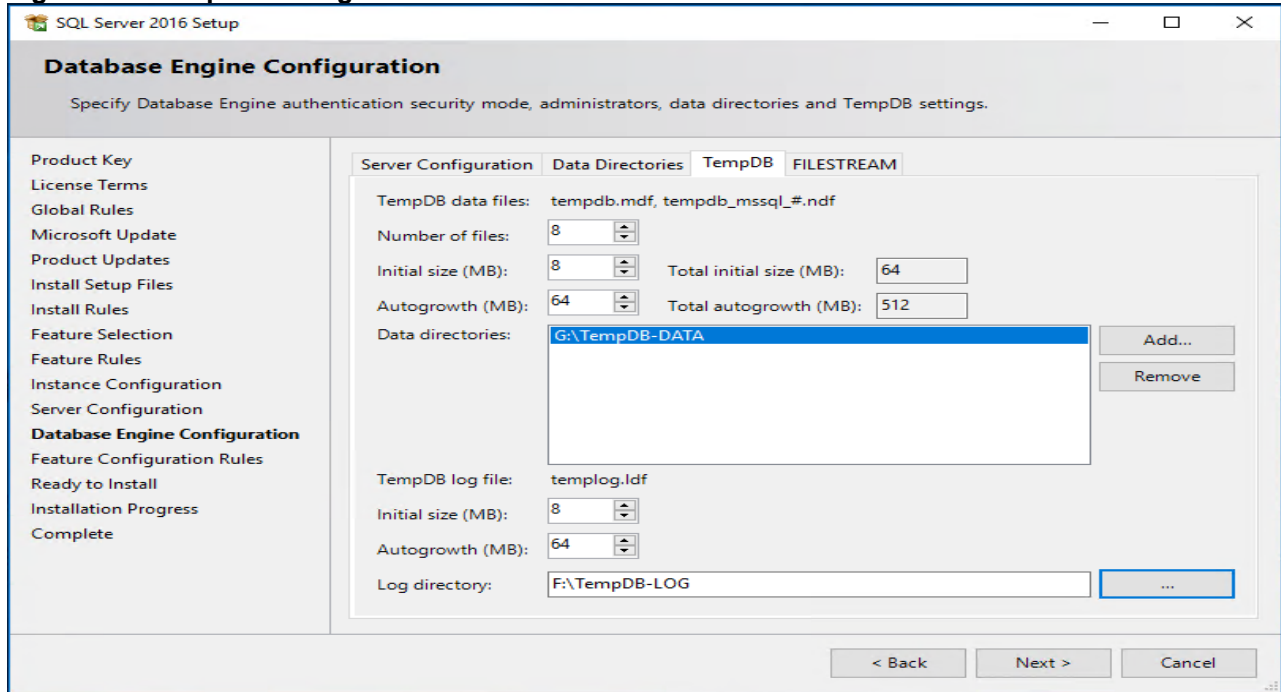 SQL Server 2016 Setup
Database Engine Configuration
Specify Database Engine authentication security mode, administrators, data directories and TempDB settings.
Product Key
License Terms
Global Rules
Microsoft Update
Product Updates
Install Setup Files
Install Rules
Feature Selection
Feature Rules
Instance Configuration
Server Configuration
Database Engine Configuration
Feature Configuration Rules
Ready to Install
Installation Progress
Complete
Server Configuration Data Directories TempDB FILESTREAM
TempDB data files: tempdb.mdf, tempdb_mssql_#.ndf
Number of files: 8
Initial size (MB): 8 Total initial size (MB): 64
Autogrowth (MB): 64 Total autogrowth (MB): 512
Data directories: G:\TempDB-DATA
Add...
Remove
TempDB log file: templog.ldf
Initial size (MB): 8
Autogrowth (MB): 64
Log directory: F:\TempDB-LOG ...
< Back Next > Cancel